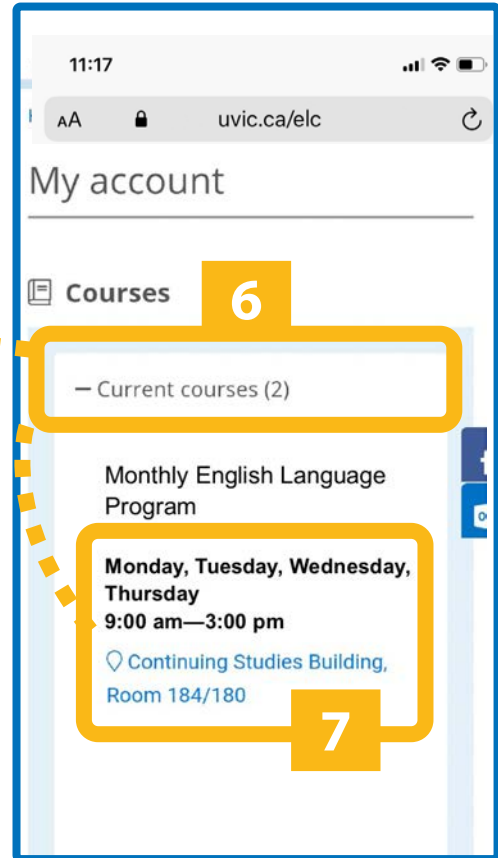 11:17
AA uvic.ca/elc
My account
Courses
6
— Current courses (2)
Monthly English Language
Program
Monday, Tuesday, Wednesday,
Thursday
9:00 am—3:00 pm
Continuing Studies Building,
Room 184/180
7